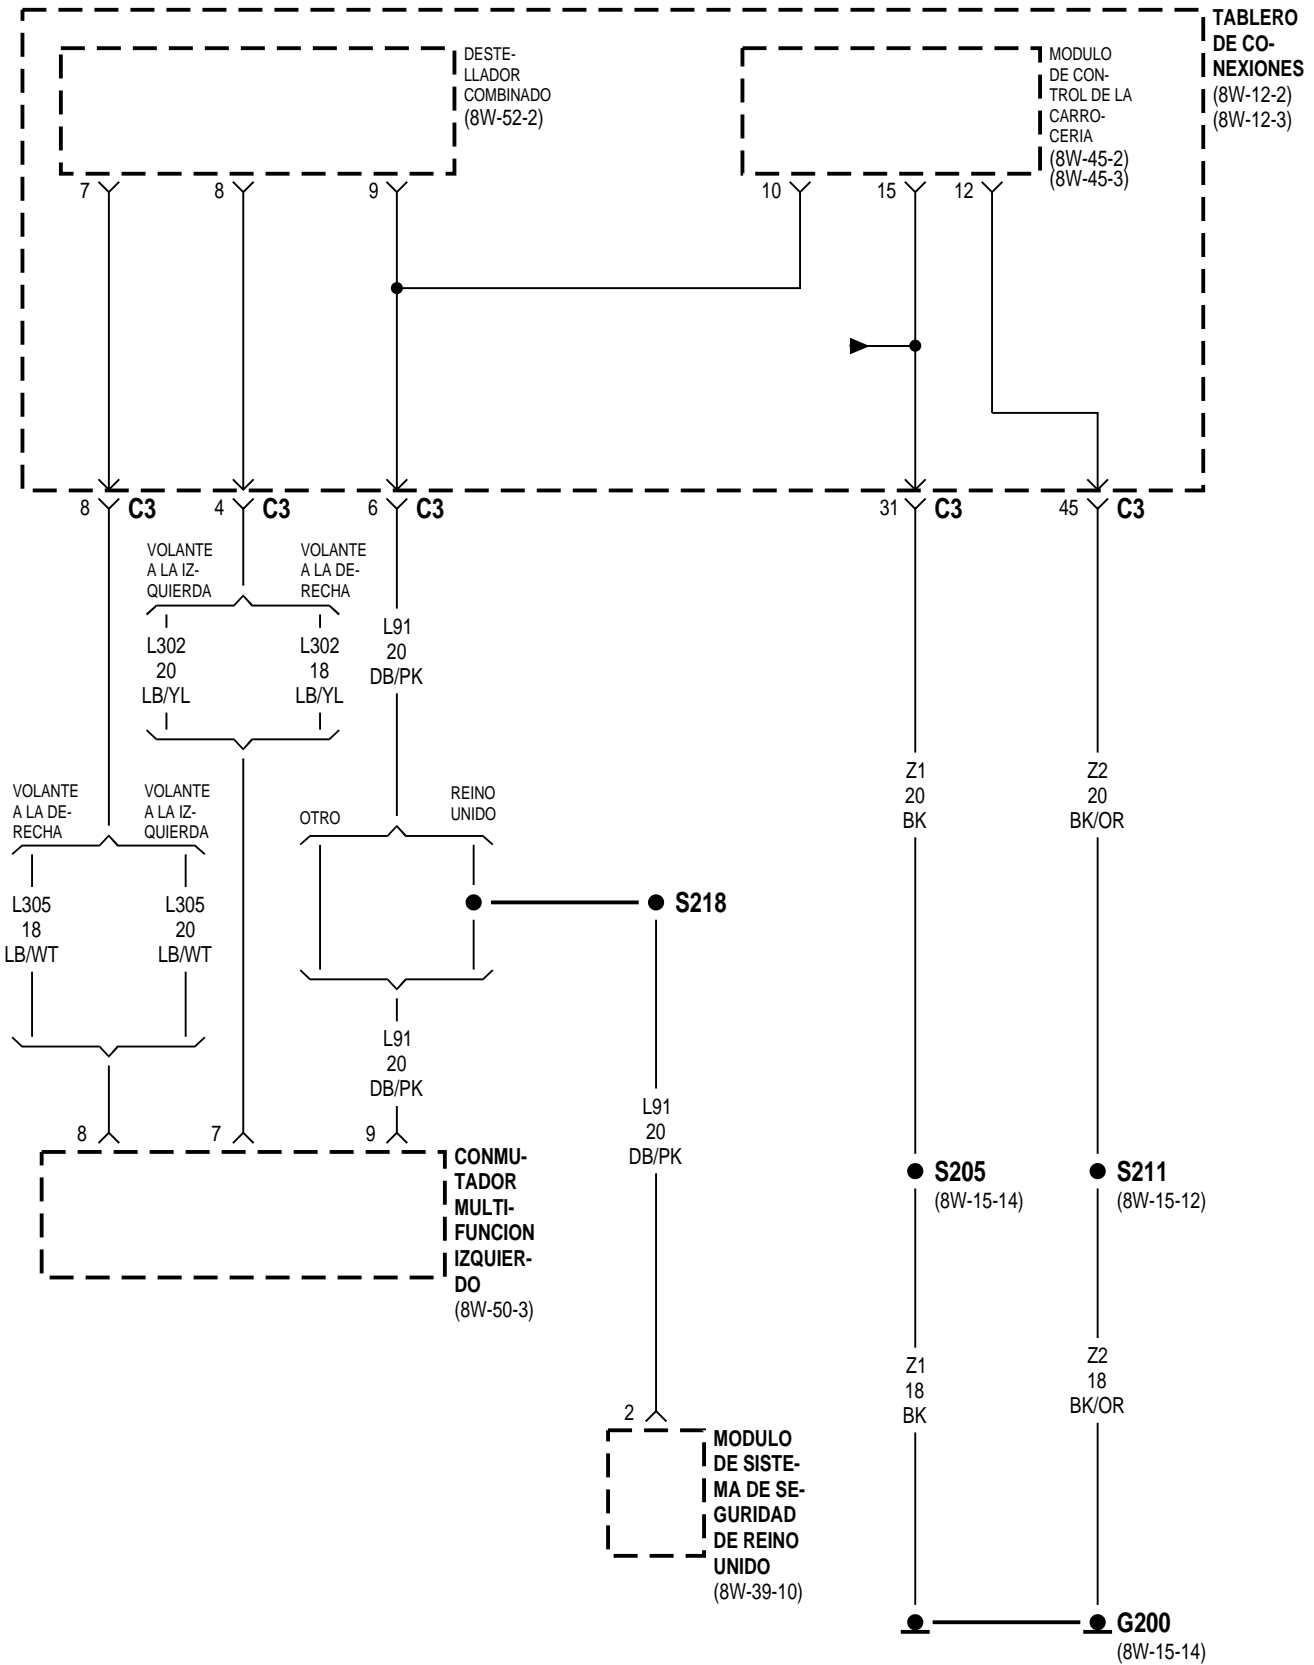 TABLERO
DE CO-
NEXIONES
(8W-12-2)
(8W-12-3)
DESTE-
LLADOR
COMBINADO
(8W-52-2)
MODULO
DE CON-
TROL DE LA
CARRO-
CERIA
(8W-45-2)
(8W-45-3)
7
8
9
10
15
12
8
C3
4
C3
6
C3
31
C3
45
C3
VOLANTE
A LA IZ-
QUIERDA
VOLANTE
A LA DE-
RECHA
L302
20
LB/YL
L302
18
LB/YL
L91
20
DB/PK
Z1
20
BK
Z2
20
BK/OR
VOLANTE
A LA DE-
RECHA
VOLANTE
A LA IZ-
QUIERDA
OTRO
REINO
UNIDO
L305
18
LB/WT
L305
20
LB/WT
S218
L91
20
DB/PK
L91
20
DB/PK
8
7
9
CONMU-
TADOR
MULTI-
FUNCION
IZQUIER-
DO
(8W-50-3)
S205
(8W-15-14)
S211
(8W-15-12)
Z1
18
BK
Z2
18
BK/OR
2
MODULO
DE SISTE-
MA DE SE-
GURIDAD
DE REINO
UNIDO
(8W-39-10)
G200
(8W-15-14)